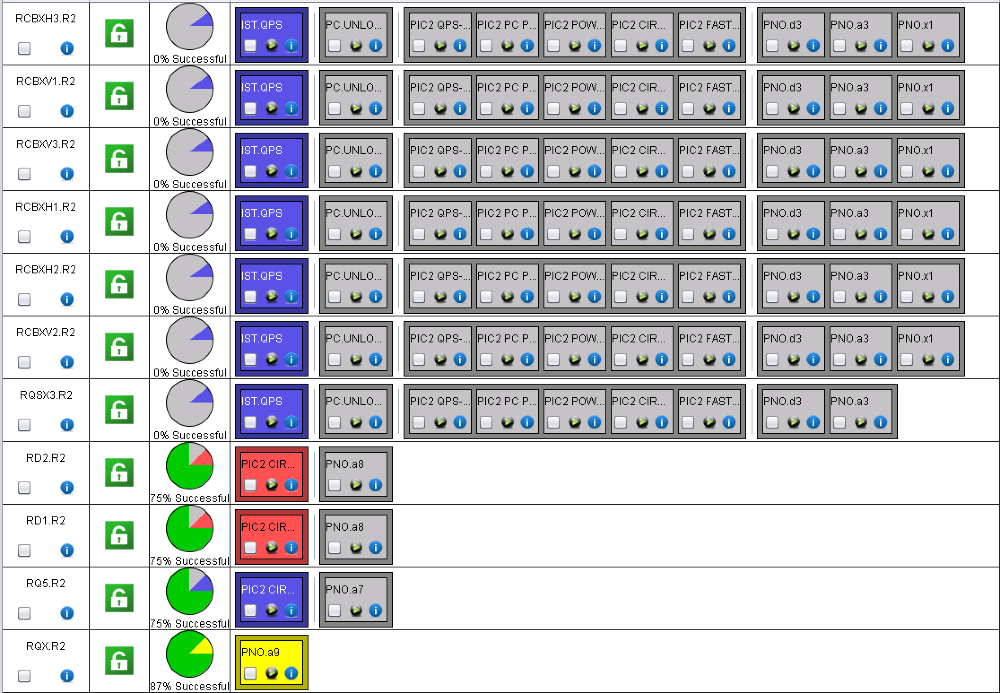 RCBXH3.R2
0% Successful
IST.QPS PC.UNLO... PIC2 QPS-... PIC2 PC P... PIC2 POW... PIC2 CIR... PIC2 FAST... PNO.d3 PNO.a3 PNO.x1
RCBXV1.R2
0% Successful
IST.QPS PC.UNLO... PIC2 QPS-... PIC2 PC P... PIC2 POW... PIC2 CIR... PIC2 FAST... PNO.d3 PNO.a3 PNO.x1
RCBXV3.R2
0% Successful
IST.QPS PC.UNLO... PIC2 QPS-... PIC2 PC P... PIC2 POW... PIC2 CIR... PIC2 FAST... PNO.d3 PNO.a3 PNO.x1
RCBXH1.R2
0% Successful
IST.QPS PC.UNLO... PIC2 QPS-... PIC2 PC P... PIC2 POW... PIC2 CIR... PIC2 FAST... PNO.d3 PNO.a3 PNO.x1
RCBXH2.R2
0% Successful
IST.QPS PC.UNLO... PIC2 QPS-... PIC2 PC P... PIC2 POW... PIC2 CIR... PIC2 FAST... PNO.d3 PNO.a3 PNO.x1
RCBXV2.R2
0% Successful
IST.QPS PC.UNLO... PIC2 QPS-... PIC2 PC P... PIC2 POW... PIC2 CIR... PIC2 FAST... PNO.d3 PNO.a3 PNO.x1
RQSX3.R2
0% Successful
IST.QPS PC.UNLO... PIC2 QPS-... PIC2 PC P... PIC2 POW... PIC2 CIR... PIC2 FAST... PNO.d3 PNO.a3
RD2.R2
75% Successful
PIC2 CIR... PNO.a8
RD1.R2
75% Successful
PIC2 CIR... PNO.a8
RQ5.R2
75% Successful
PIC2 CIR... PNO.a7
RQX.R2
87% Successful
PNO.a9